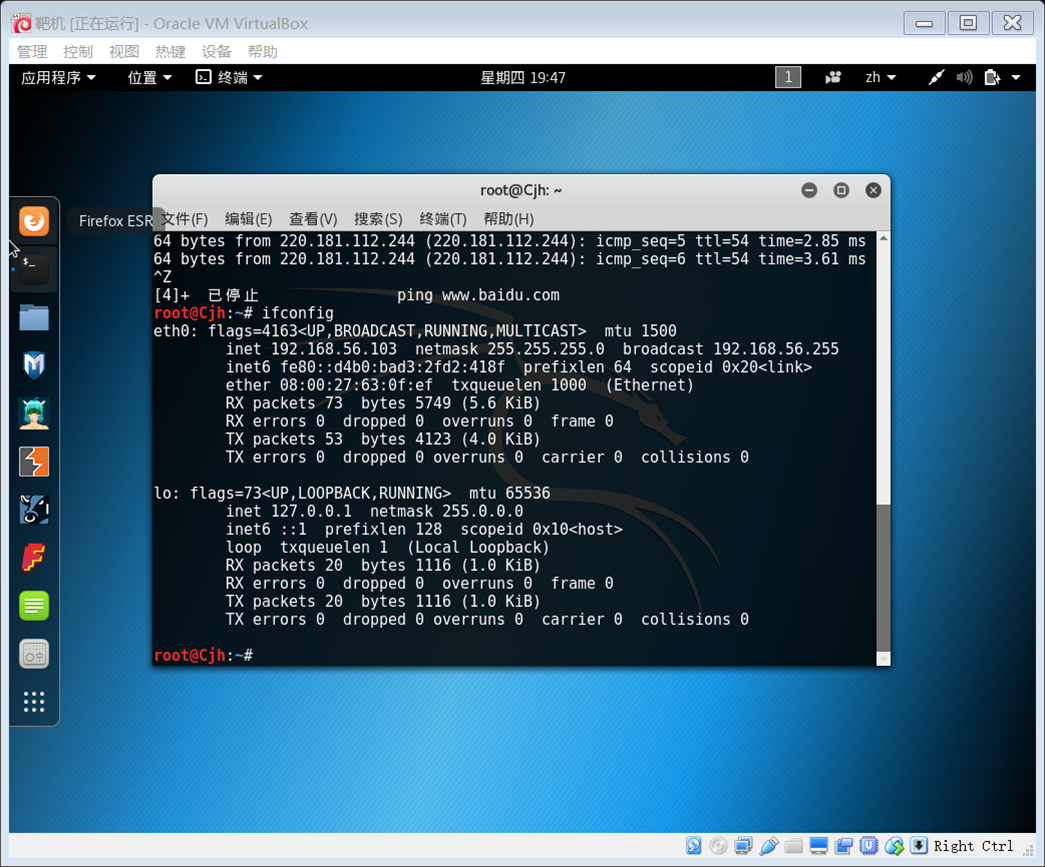 靶机 [正在运行] - Oracle VM VirtualBox
管理 控制 视图 热键 设备 帮助
应用程序 位置 终端 星期四 19:47 1 zh
root@Cjh: ~
Firefox ESR
文件(F) 编辑(E) 查看(V) 搜索(S) 终端(T) 帮助(H)
64 bytes from 220.181.112.244 (220.181.112.244): icmp_seq=5 ttl=54 time=2.85 ms
64 bytes from 220.181.112.244 (220.181.112.244): icmp_seq=6 ttl=54 time=3.61 ms
^Z
[4]+ 已停止 ping www.baidu.com
root@Cjh:~# ifconfig
eth0: flags=4163<UP,BROADCAST,RUNNING,MULTICAST> mtu 1500
inet 192.168.56.103 netmask 255.255.255.0 broadcast 192.168.56.255
inet6 fe80::d4b0:bad3:2fd2:418f prefixlen 64 scopeid 0x20<link>
ether 08:00:27:63:0f:ef txqueuelen 1000 (Ethernet)
RX packets 73 bytes 5749 (5.6 KiB)
RX errors 0 dropped 0 overruns 0 frame 0
TX packets 53 bytes 4123 (4.0 KiB)
TX errors 0 dropped 0 overruns 0 carrier 0 collisions 0
lo: flags=73<UP,LOOPBACK,RUNNING> mtu 65536
inet 127.0.0.1 netmask 255.0.0.0
inet6 ::1 prefixlen 128 scopeid 0x10<host>
loop txqueuelen 1 (Local Loopback)
RX packets 20 bytes 1116 (1.0 KiB)
RX errors 0 dropped 0 overruns 0 frame 0
TX packets 20 bytes 1116 (1.0 KiB)
TX errors 0 dropped 0 overruns 0 carrier 0 collisions 0
root@Cjh:~#
Right Ctrl